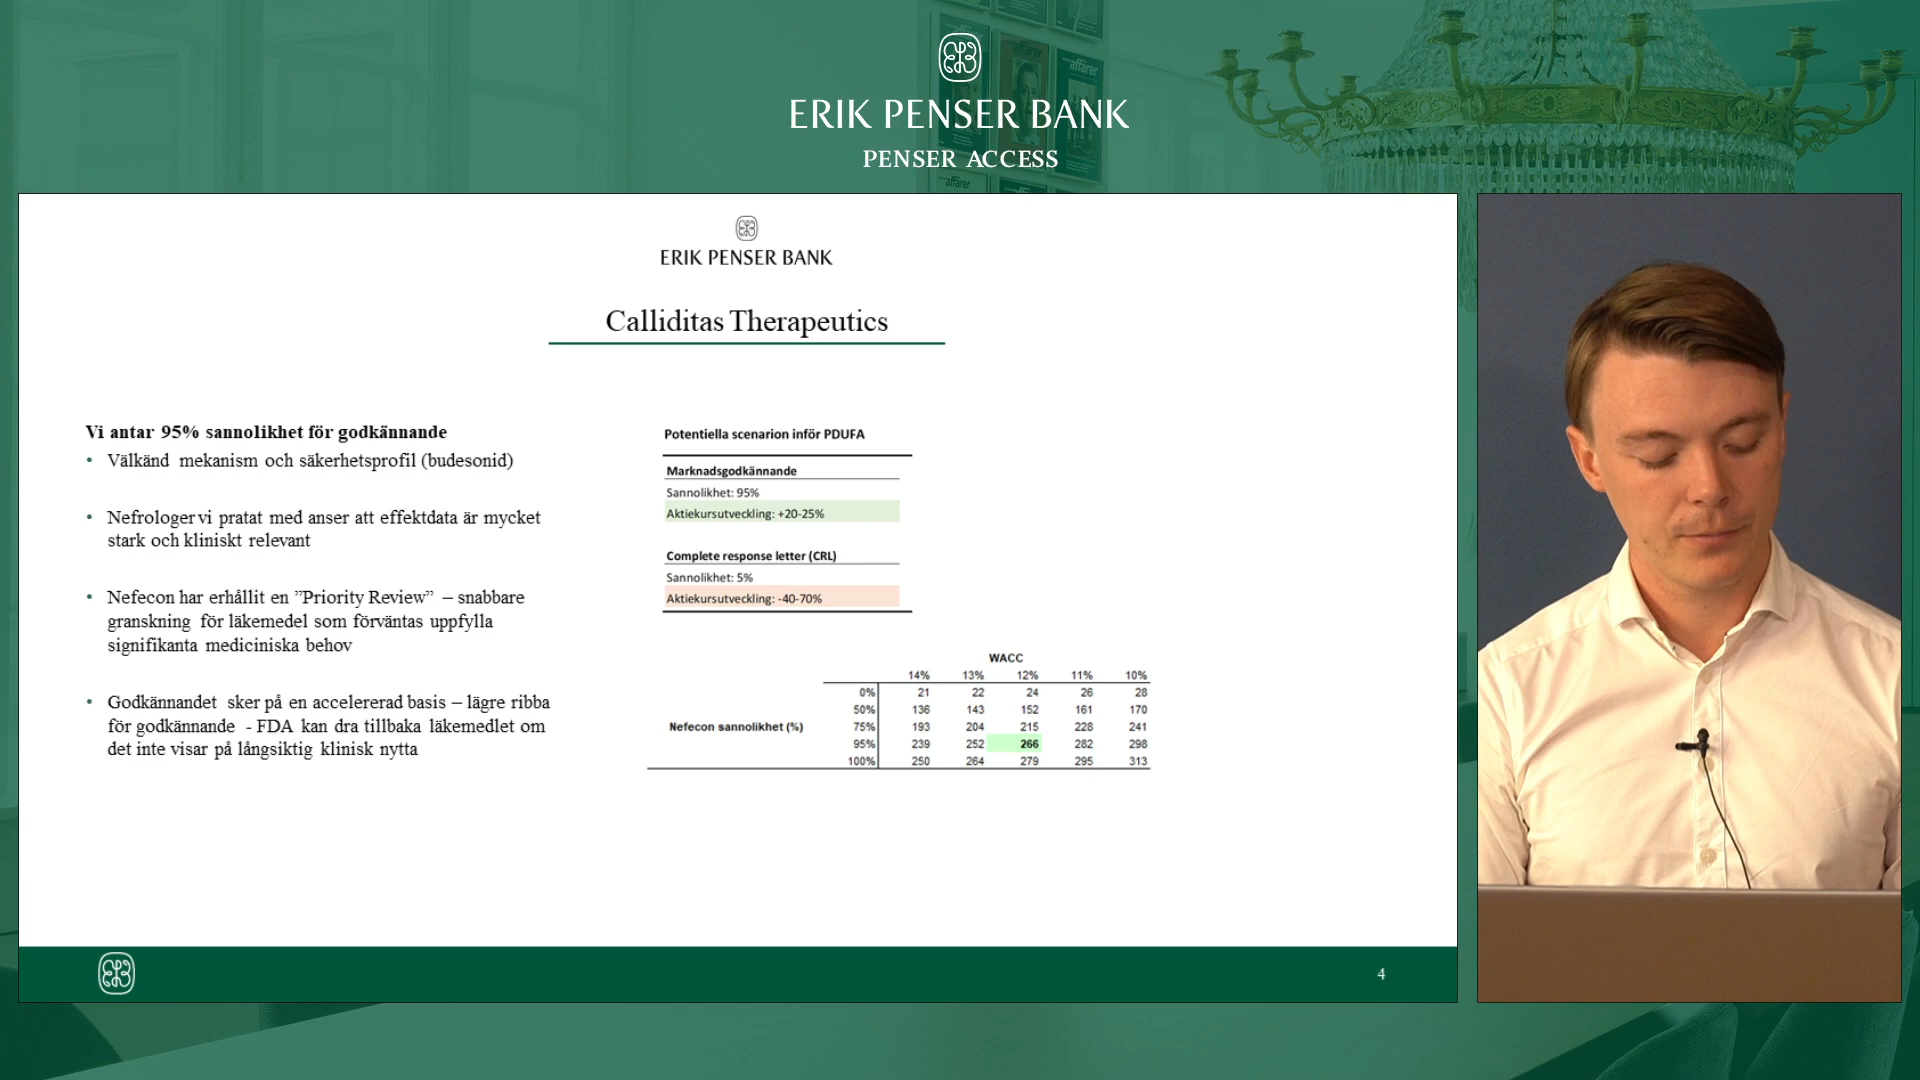 affärer
affärer
affärer
ERIK PENSER BANK
PENSER ACCESS
ERIK PENSER BANK
Calliditas Therapeutics
Vi antar 95% sannolikhet för godkännande
• Välkänd mekanism och säkerhetsprofil (budesonid)
• Nefrologer vi pratat med anser att effektdata är mycket
stark och kliniskt relevant
• Nefecon har erhållit en ”Priority Review” – snabbare
granskning för läkemedel som förväntas uppfylla
signifikanta mediciniska behov
• Godkännandet sker på en accelererad basis – lägre ribba
för godkännande - FDA kan dra tillbaka läkemedlet om
det inte visar på långsiktig klinisk nytta
Potentiella scenarion inför PDUFA
Marknadsgodkännande
Sannolikhet: 95%
Aktiekursutveckling: +20-25%
Complete response letter (CRL)
Sannolikhet: 5%
Aktiekursutveckling: -40-70%
WACC
14% 13% 12% 11% 10%
0% 21 22 24 26 28
50% 136 143 152 161 170
Nefecon sannolikhet (%) 75% 193 204 215 228 241
95% 239 252 266 282 298
100% 250 264 279 295 313
4